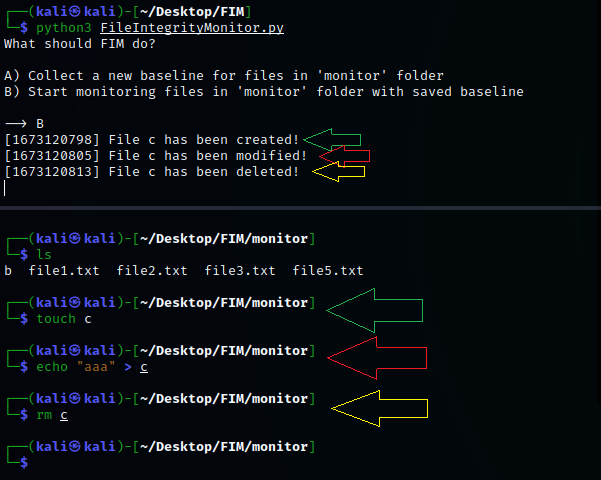 ┌──(kali㉿kali)-[~/Desktop/FIM]
└─$ python3 FileIntegrityMonitor.py
What should FIM do?
A) Collect a new baseline for files in 'monitor' folder
B) Start monitoring files in 'monitor' folder with saved baseline
—→ B
[1673120798] File c has been created!
[1673120805] File c has been modified!
[1673120813] File c has been deleted!
┌──(kali㉿kali)-[~/Desktop/FIM/monitor]
└─$ ls
b  file1.txt  file2.txt  file3.txt  file5.txt
┌──(kali㉿kali)-[~/Desktop/FIM/monitor]
└─$ touch c
┌──(kali㉿kali)-[~/Desktop/FIM/monitor]
└─$ echo "aaa" > c
┌──(kali㉿kali)-[~/Desktop/FIM/monitor]
└─$ rm c
┌──(kali㉿kali)-[~/Desktop/FIM/monitor]
└─$